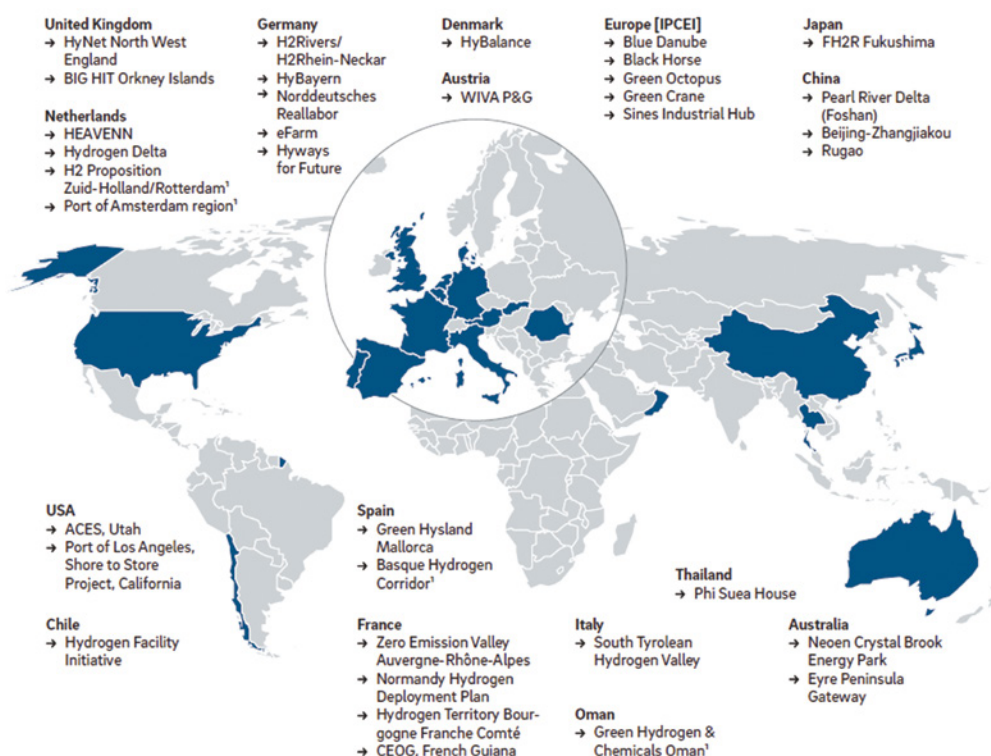 United Kingdom
→ HyNet North West
England
→ BIG HIT Orkney Islands
Netherlands
→ HEAVENN
→ Hydrogen Delta
→ H2 Proposition
Zuid-Holland/Rotterdam¹
→ Port of Amsterdam region¹
Germany
→ H2Rivers/
H2Rhein-Neckar
→ HyBayern
→ Norddeutsches
Reallabor
→ eFarm
→ Hyways
for Future
Denmark
→ HyBalance
Austria
→ WIVA P&G
Europe [IPCEI]
→ Blue Danube
→ Black Horse
→ Green Octopus
→ Green Crane
→ Sines Industrial Hub
Japan
→ FH2R Fukushima
China
→ Pearl River Delta
(Foshan)
→ Beijing-Zhangjiakou
→ Rugao
USA
→ ACES, Utah
→ Port of Los Angeles,
Shore to Store
Project, California
Chile
→ Hydrogen Facility
Initiative
Spain
→ Green Hysland
Mallorca
→ Basque Hydrogen
Corridor¹
France
→ Zero Emission Valley
Auvergne-Rhône-Alpes
→ Normandy Hydrogen
Deployment Plan
→ Hydrogen Territory Bour-
gogne Franche Comté
→ CEOG, French Guiana
Italy
→ South Tyrolean
Hydrogen Valley
Oman
→ Green Hydrogen &
Chemicals Oman¹
Thailand
→ Phi Suea House
Australia
→ Neoen Crystal Brook
Energy Park
→ Eyre Peninsula
Gateway